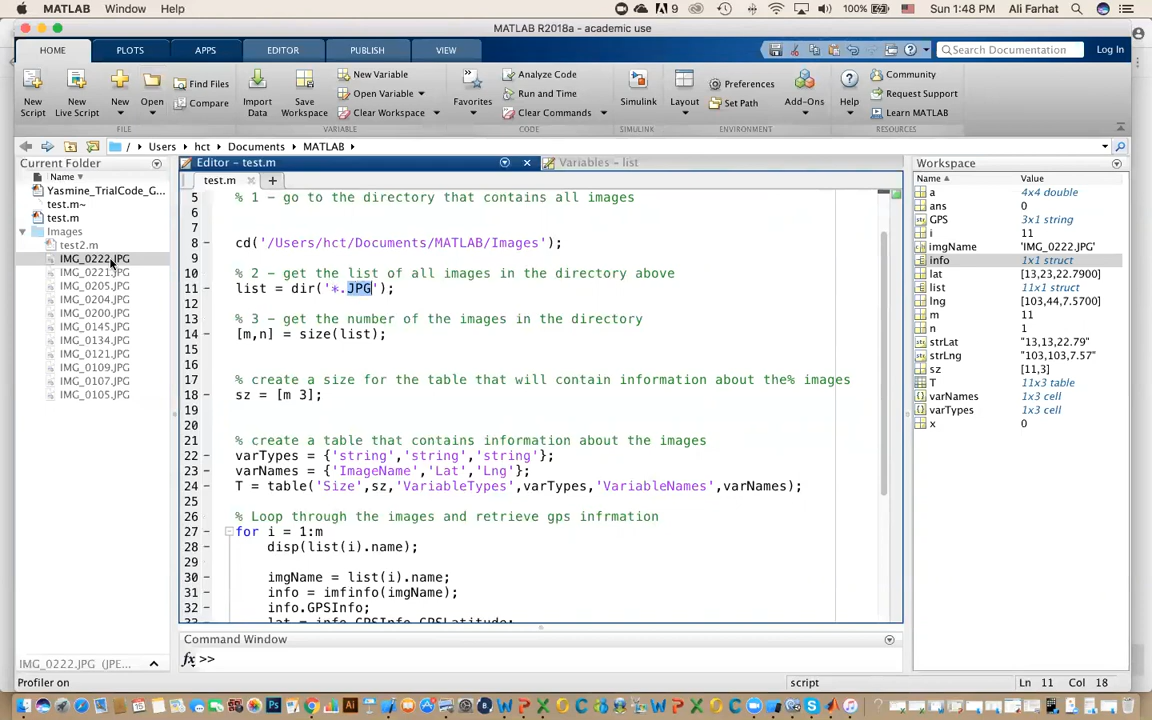 MATLAB Window Help 9 100% Sun 1:48 PM Ali Farhat
MATLAB R2018a - academic use
HOME PLOTS APPS EDITOR PUBLISH VIEW Search Documentation Log In
New Script
New Live Script
New
Open
Find Files
Compare
Import Data
Save Workspace
New Variable
Open Variable
Clear Workspace
Favorites
Analyze Code
Run and Time
Clear Commands
Simulink
Layout
Preferences
Set Path
Add-Ons
Help
Community
Request Support
Learn MATLAB
FILE VARIABLE CODE SIMULINK ENVIRONMENT RESOURCES
/ Users hct Documents MATLAB
Current Folder
Name
Yasmine_TrialCode_G...
test.m~
test.m
Images
test2.m
IMG_0222.JPG
IMG_0221.JPG
IMG_0205.JPG
IMG_0204.JPG
IMG_0200.JPG
IMG_0145.JPG
IMG_0134.JPG
IMG_0121.JPG
IMG_0109.JPG
IMG_0107.JPG
IMG_0105.JPG
IMG_0222.JPG (JPE...
Editor - test.m Variables - list
test.m +
5 % 1 - go to the directory that contains all images
6
7
8 - cd('/Users/hct/Documents/MATLAB/Images');
9
10 % 2 - get the list of all images in the directory above
11 - list = dir('*.JPG');
12
13 % 3 - get the number of the images in the directory
14 - [m,n] = size(list);
15
16
17 % create a size for the table that will contain information about the% images
18 - sz = [m 3];
19
20
21 % create a table that contains information about the images
22 - varTypes = {'string','string','string'};
23 - varNames = {'ImageName','Lat','Lng'};
24 - T = table('Size',sz,'VariableTypes',varTypes,'VariableNames',varNames);
25
26 % Loop through the images and retrieve gps infrmation
27 - for i = 1:m
28 - disp(list(i).name);
29
30 - imgName = list(i).name;
31 - info = imfinfo(imgName);
32 - info.GPSInfo;
lat = info.GPSInfo.GPSLatitude;
Command Window
fx >>
Workspace
Name Value
a 4x4 double
ans 0
GPS 3x1 string
i 11
imgName 'IMG_0222.JPG'
info 1x1 struct
lat [13,23,22.7900]
list 11x1 struct
lng [103,44,7.5700]
m 11
n 1
strLat "13,13,22.79"
strLng "103,103,7.57"
sz [11,3]
T 11x3 table
varNames 1x3 cell
varTypes 1x3 cell
x 0
Profiler on script Ln 11 Col 18